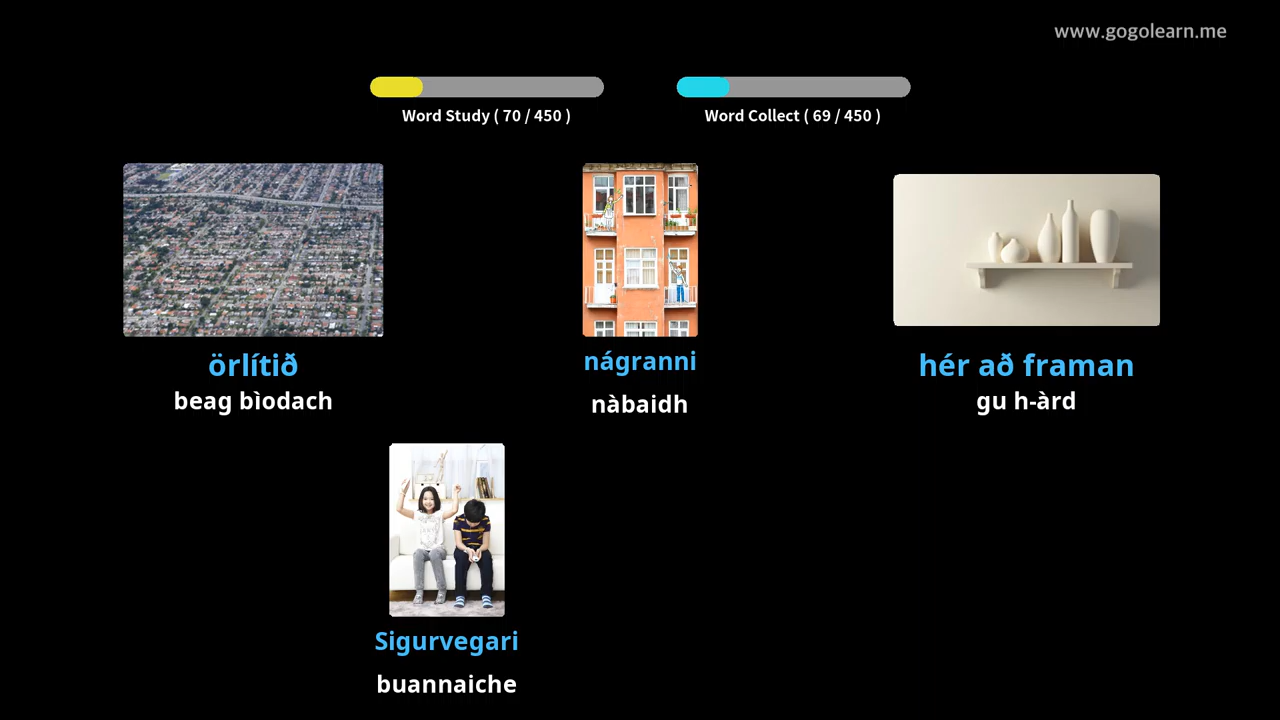 www.gogolearn.me
Word Study ( 70 / 450 )
Word Collect ( 69 / 450 )
örlítið
beag bìodach
nágranni
nàbaidh
hér að framan
gu h-àrd
Sigurvegari
buannaiche